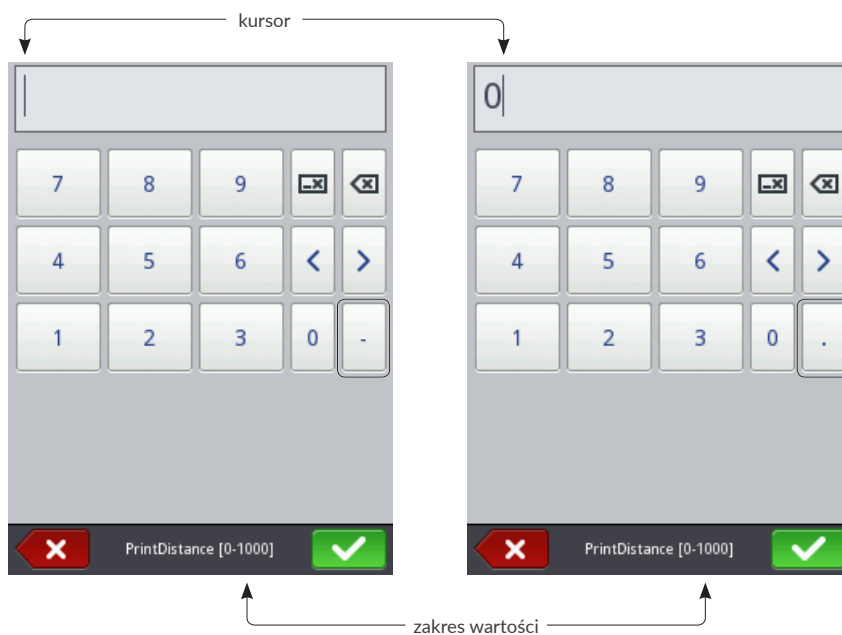 kursor
0
7 8 9
7 8 9
4 5 6 < >
4 5 6 < >
1 2 3 0 -
1 2 3 0 .
PrintDistance [0-1000]
PrintDistance [0-1000]
zakres wartości